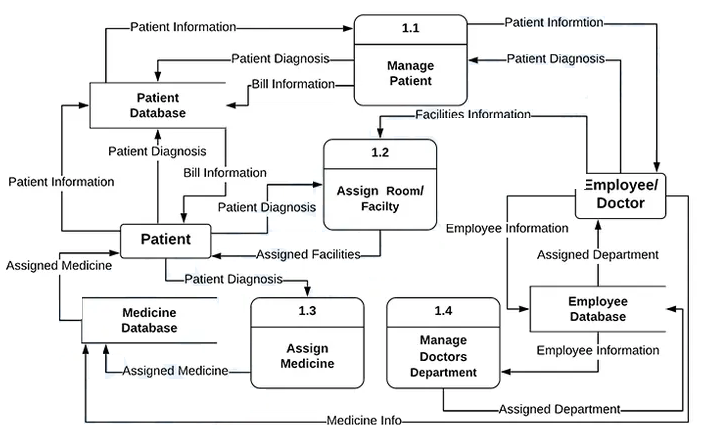 Patient Information
1.1
Patient Informtion
Patient Diagnosis
Manage
Patient
Patient Diagnosis
Bill Information
Patient
Database
Facilities Information
1.2
Patient Diagnosis
Bill Information
Patient Information
Assign Room/
Facilty
Employee/
Doctor
Patient Diagnosis
Employee Information
Patient
Assigned Facilities
Assigned Department
Assigned Medicine
Patient Diagnosis
Medicine
Database
1.3
1.4
Employee
Database
Assign
Medicine
Manage
Doctors
Department
Employee Information
Assigned Medicine
Assigned Department
Medicine Info